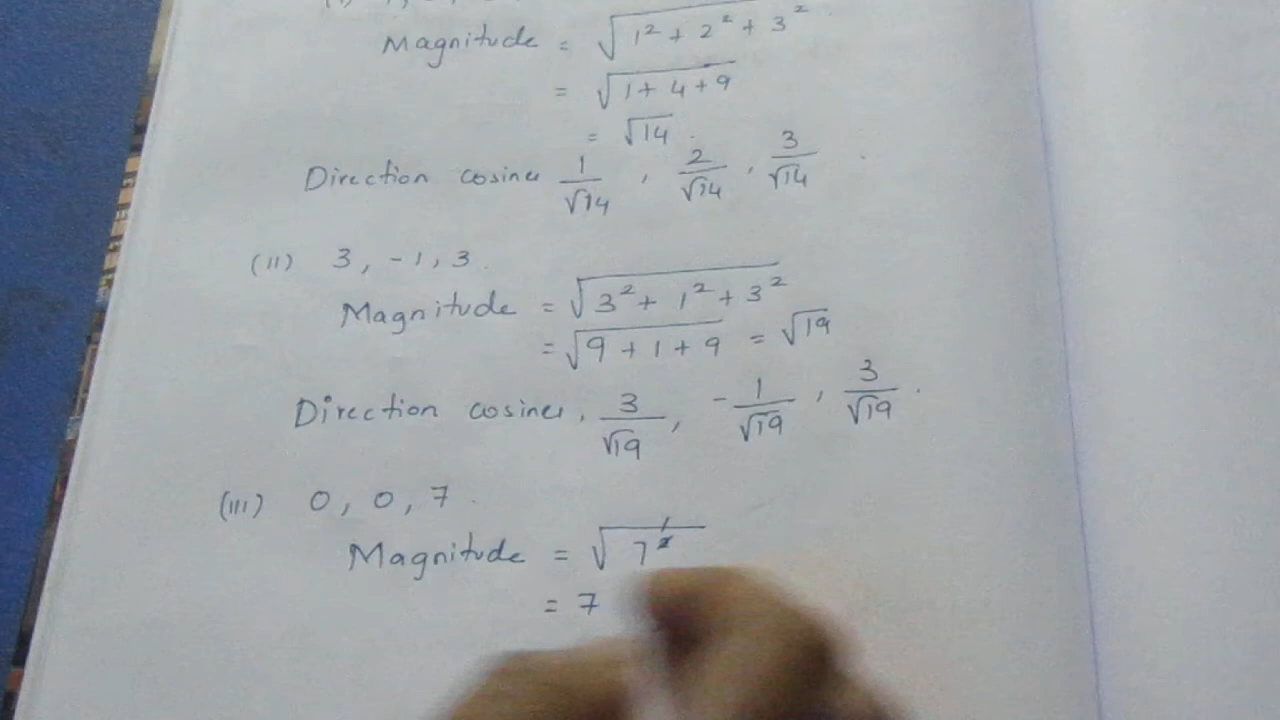 Magnitude = √1² + 2² + 3²
= √1 + 4 + 9
= √14 .
Direction cosines 1/√14 , 2/√14 , 3/√14
(II) 3, -1, 3
Magnitude = √3² + 1² + 3²
= √9 + 1 + 9 = √19
Direction cosines, 3/√19 , -1/√19 , 3/√19 .
(III) 0, 0, 7.
Magnitude = √7²
= 7